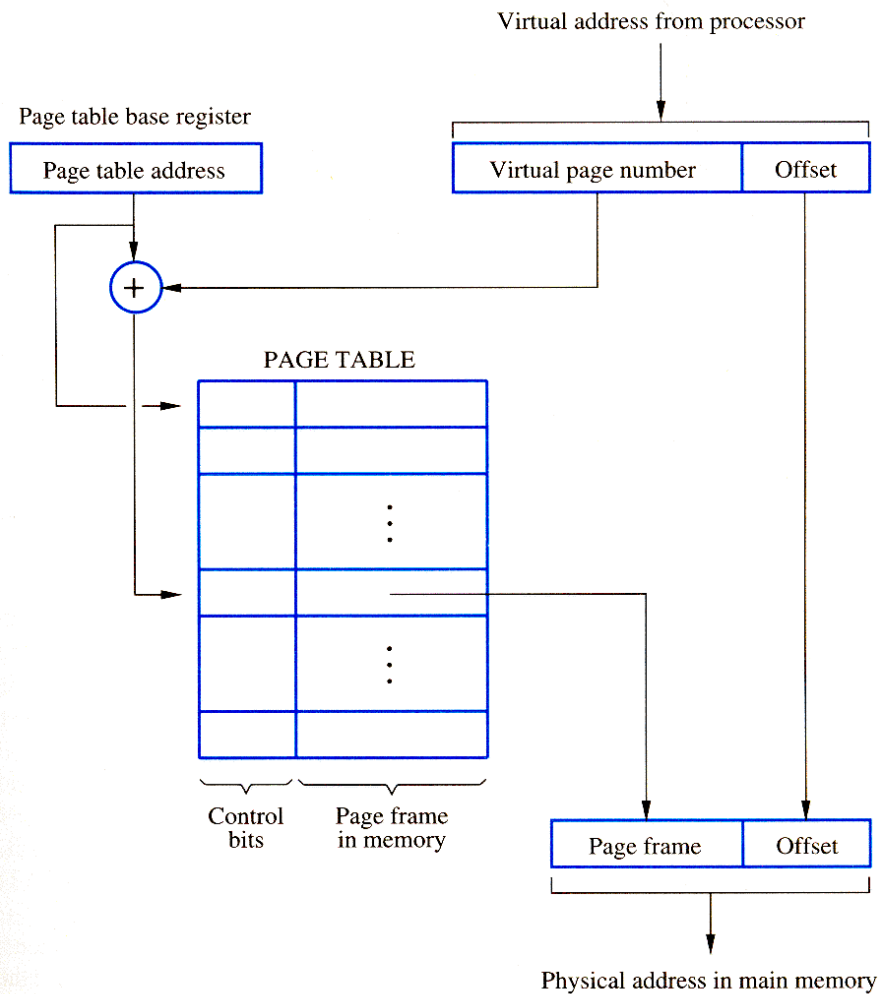 Virtual address from processor
Page table base register
Page table address
Virtual page number
Offset
+
PAGE TABLE
Control
bits
Page frame
in memory
Page frame
Offset
Physical address in main memory